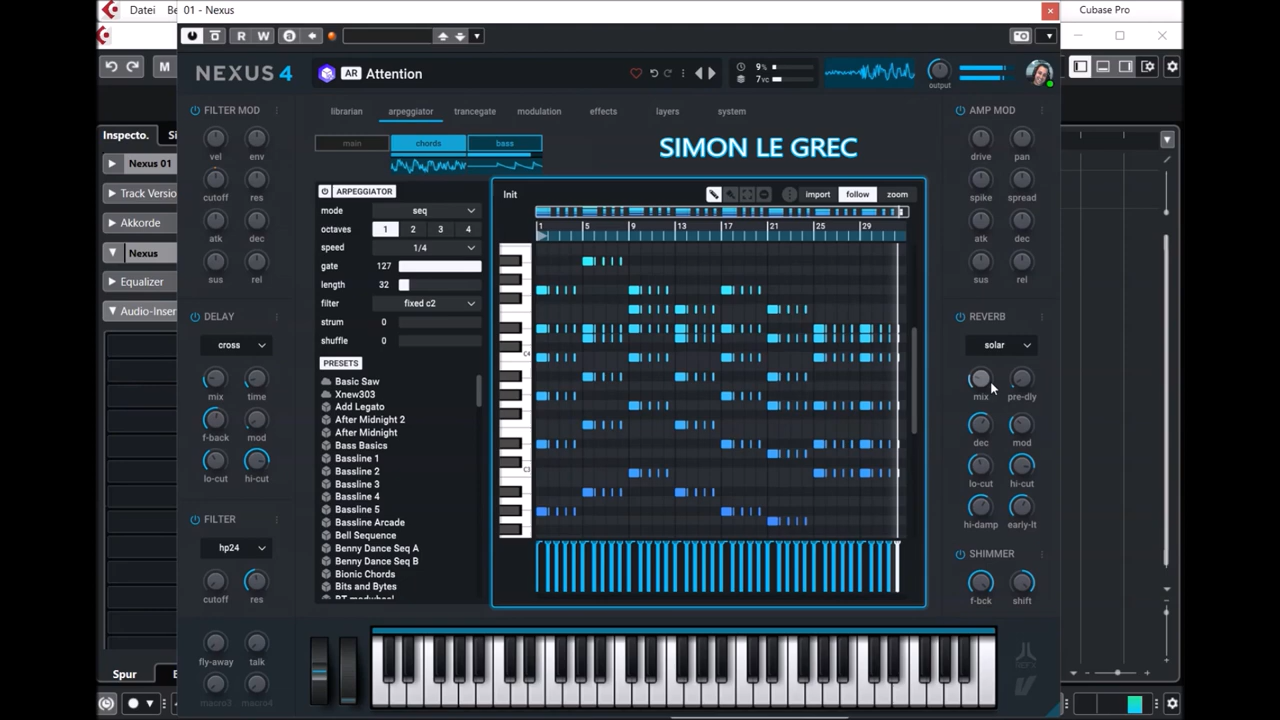 Datei
01 - Nexus
Cubase Pro
R W a
M
NEXUS 4
AR Attention
9%
7 vc
output
librarian arpeggiator trancegate modulation effects layers system
main chords bass
SIMON LE GREC
Inspecto.
Nexus 01
Track Versio
Akkorde
Nexus
Equalizer
Audio-Inser
Spur
FILTER MOD
vel env
cutoff res
atk dec
sus rel
DELAY
cross
mix time
f-back mod
lo-cut hi-cut
FILTER
hp24
cutoff res
fly-away talk
macro3 macro4
ARPEGGIATOR
mode seq
octaves 1 2 3 4
speed 1/4
gate 127
length 32
filter fixed c2
strum 0
shuffle 0
PRESETS
Basic Saw
Xnew303
Add Legato
After Midnight 2
After Midnight
Bass Basics
Bassline 1
Bassline 2
Bassline 3
Bassline 4
Bassline 5
Bassline Arcade
Bell Sequence
Benny Dance Seq A
Benny Dance Seq B
Bionic Chords
Bits and Bytes
Init import follow zoom
1 5 9 13 17 21 25 29
C4
C3
AMP MOD
drive pan
spike spread
atk dec
sus rel
REVERB
solar
mix pre-dly
dec mod
lo-cut hi-cut
hi-damp early-lt
SHIMMER
f-bck shift